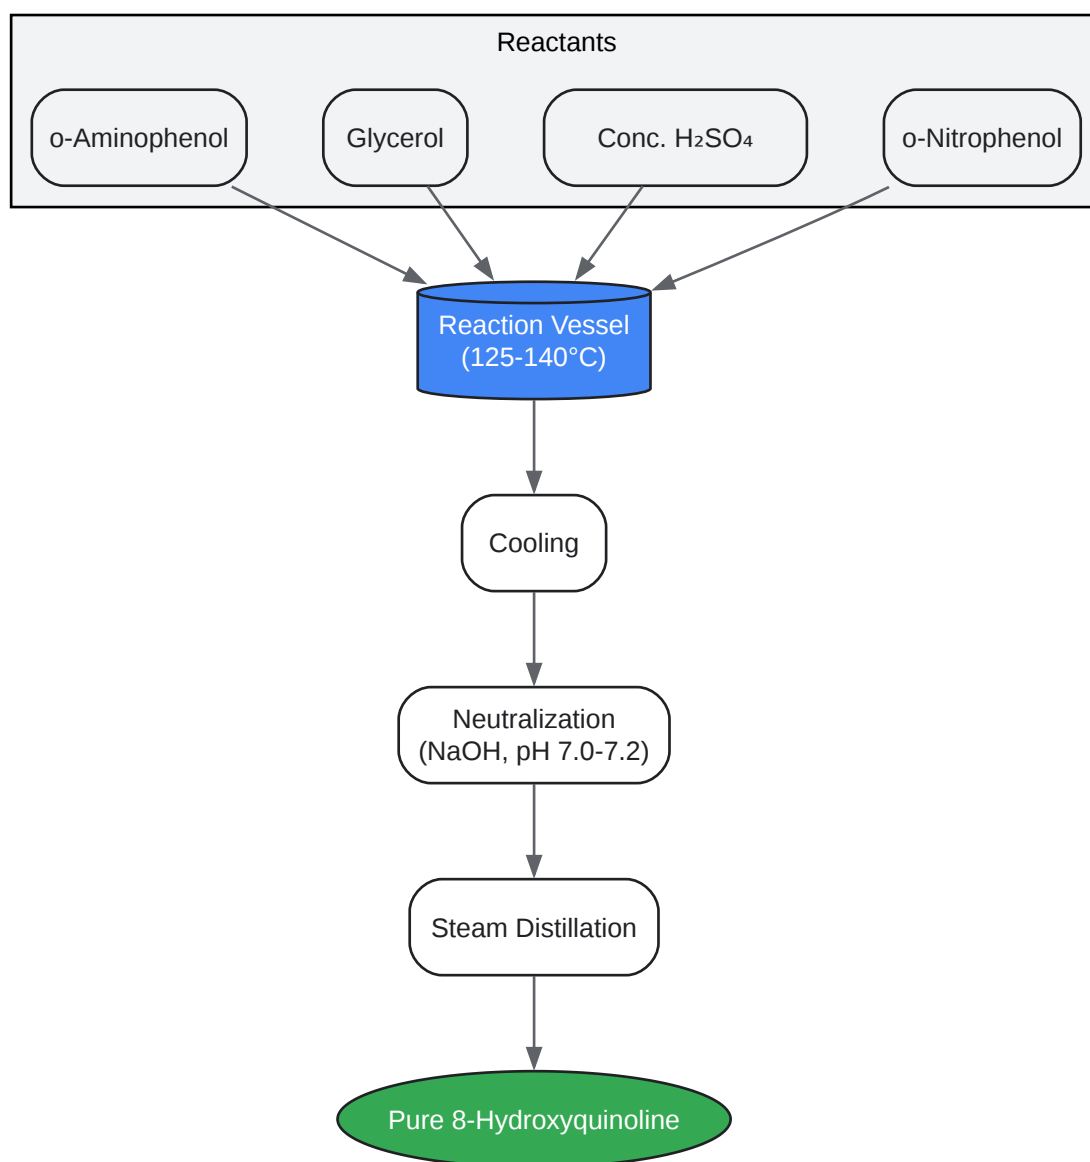 Reactants
o-Aminophenol
Glycerol
Conc. H₂SO₄
o-Nitrophenol
Reaction Vessel
(125-140°C)
Cooling
Neutralization
(NaOH, pH 7.0-7.2)
Steam Distillation
Pure 8-Hydroxyquinoline